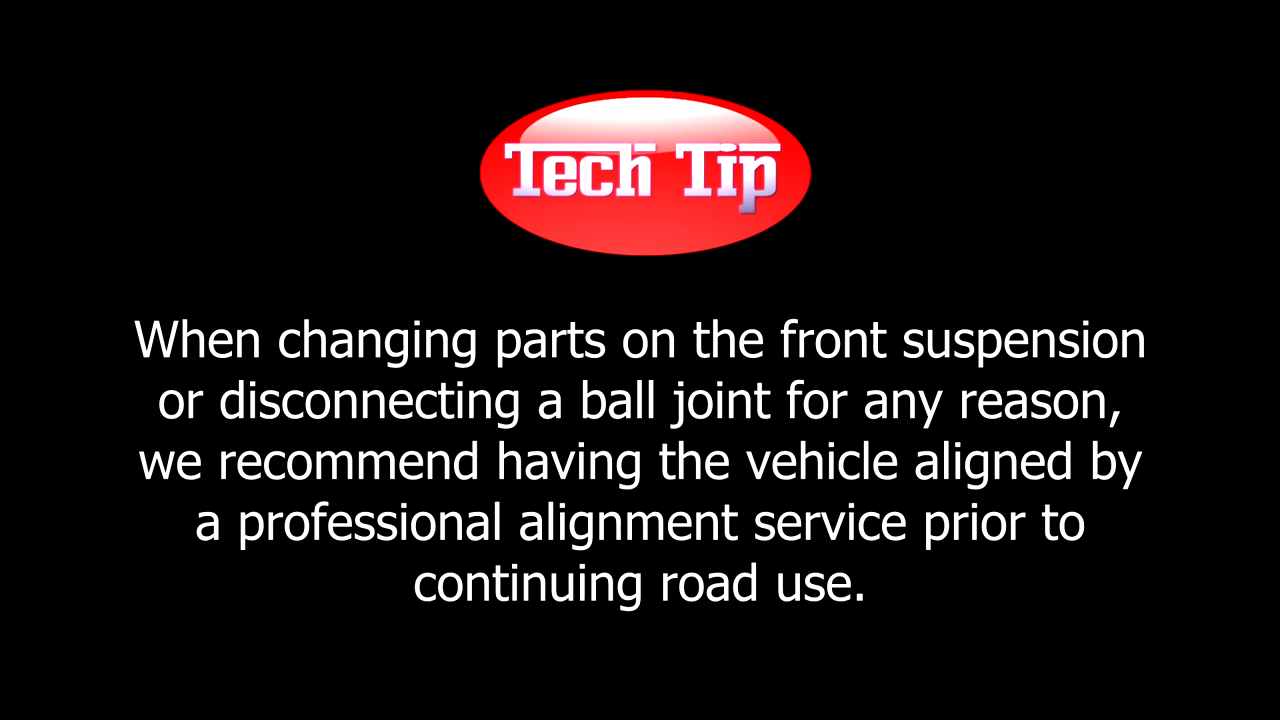 Tech Tip
When changing parts on the front suspension
or disconnecting a ball joint for any reason,
we recommend having the vehicle aligned by
a professional alignment service prior to
continuing road use.